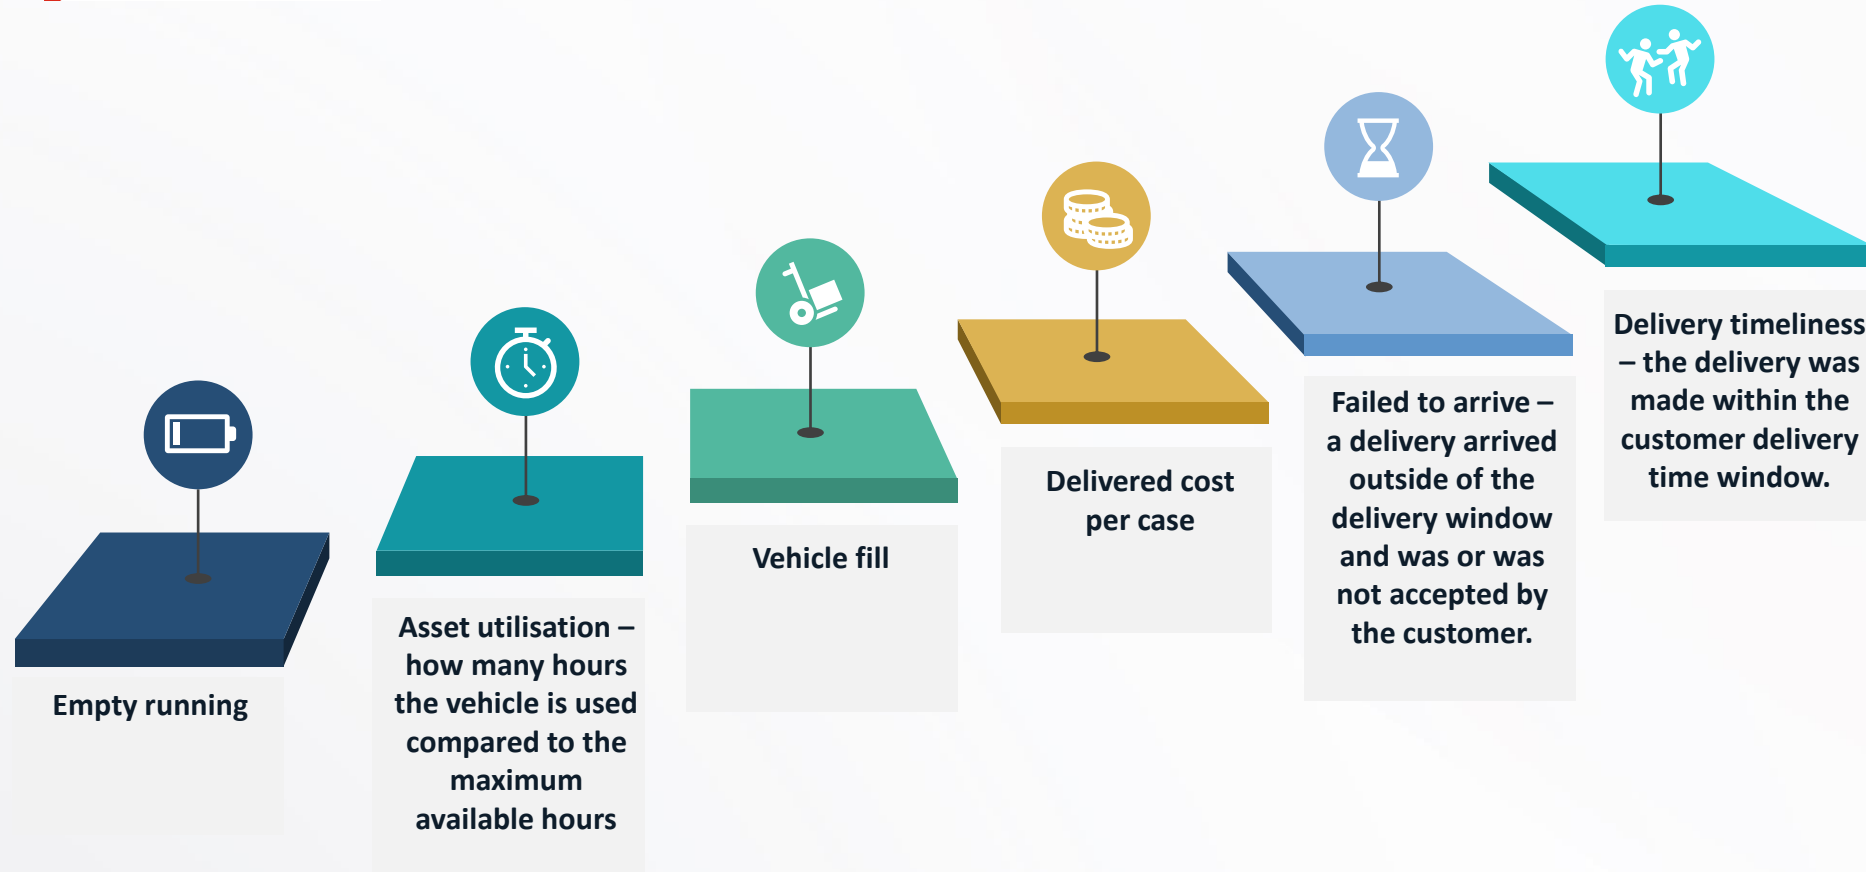 Empty running
Asset utilisation –
how many hours
the vehicle is used
compared to the
maximum
available hours
Vehicle fill
Delivered cost
per case
Failed to arrive –
a delivery arrived
outside of the
delivery window
and was or was
not accepted by
the customer.
Delivery timeliness
– the delivery was
made within the
customer delivery
time window.